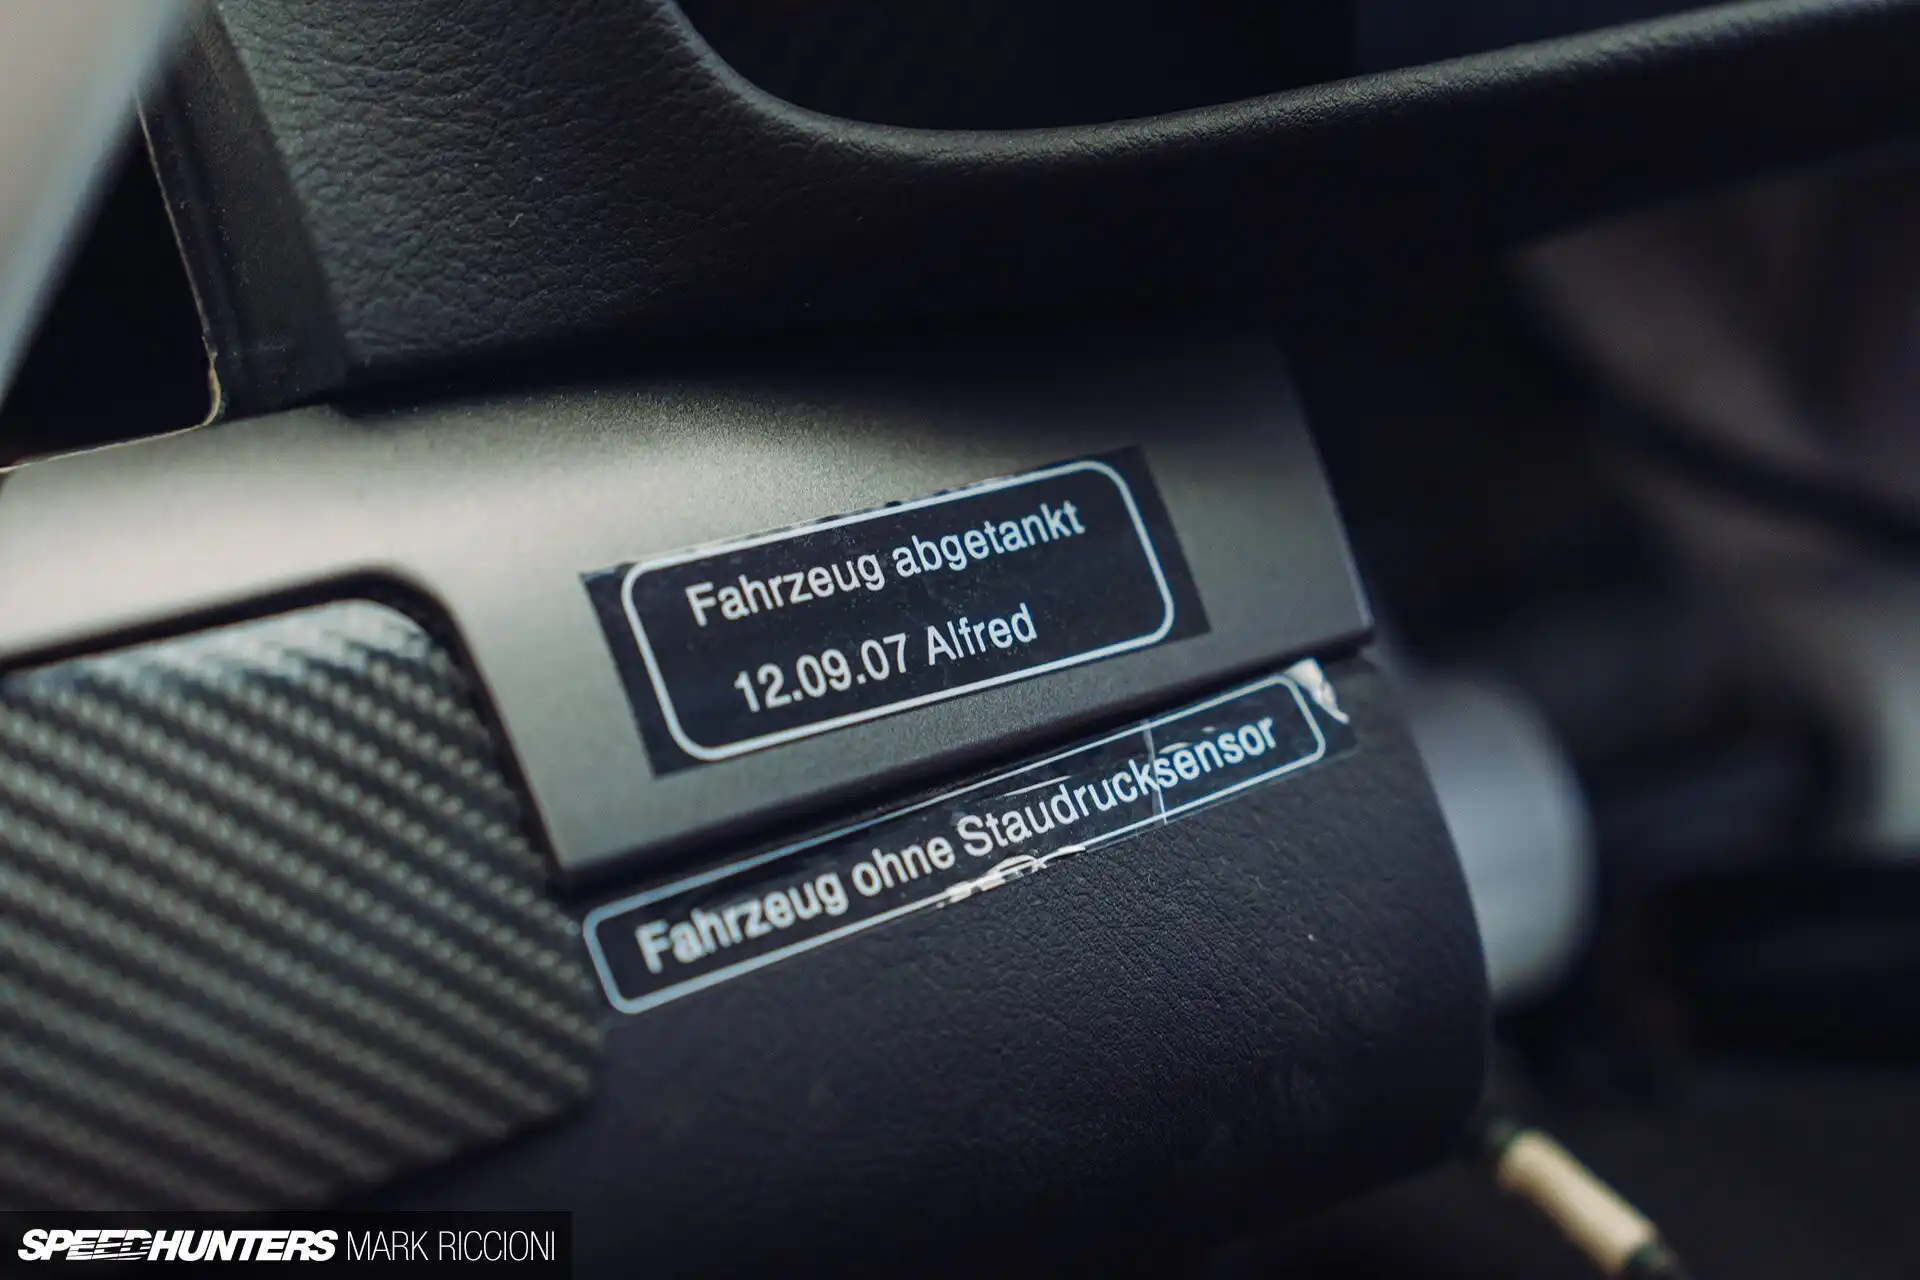 Fahrzeug abgetankt
12.09.07 Alfred
Fahrzeug ohne Staudrucksensor
SPEEDHUNTERS MARK RICCIONI